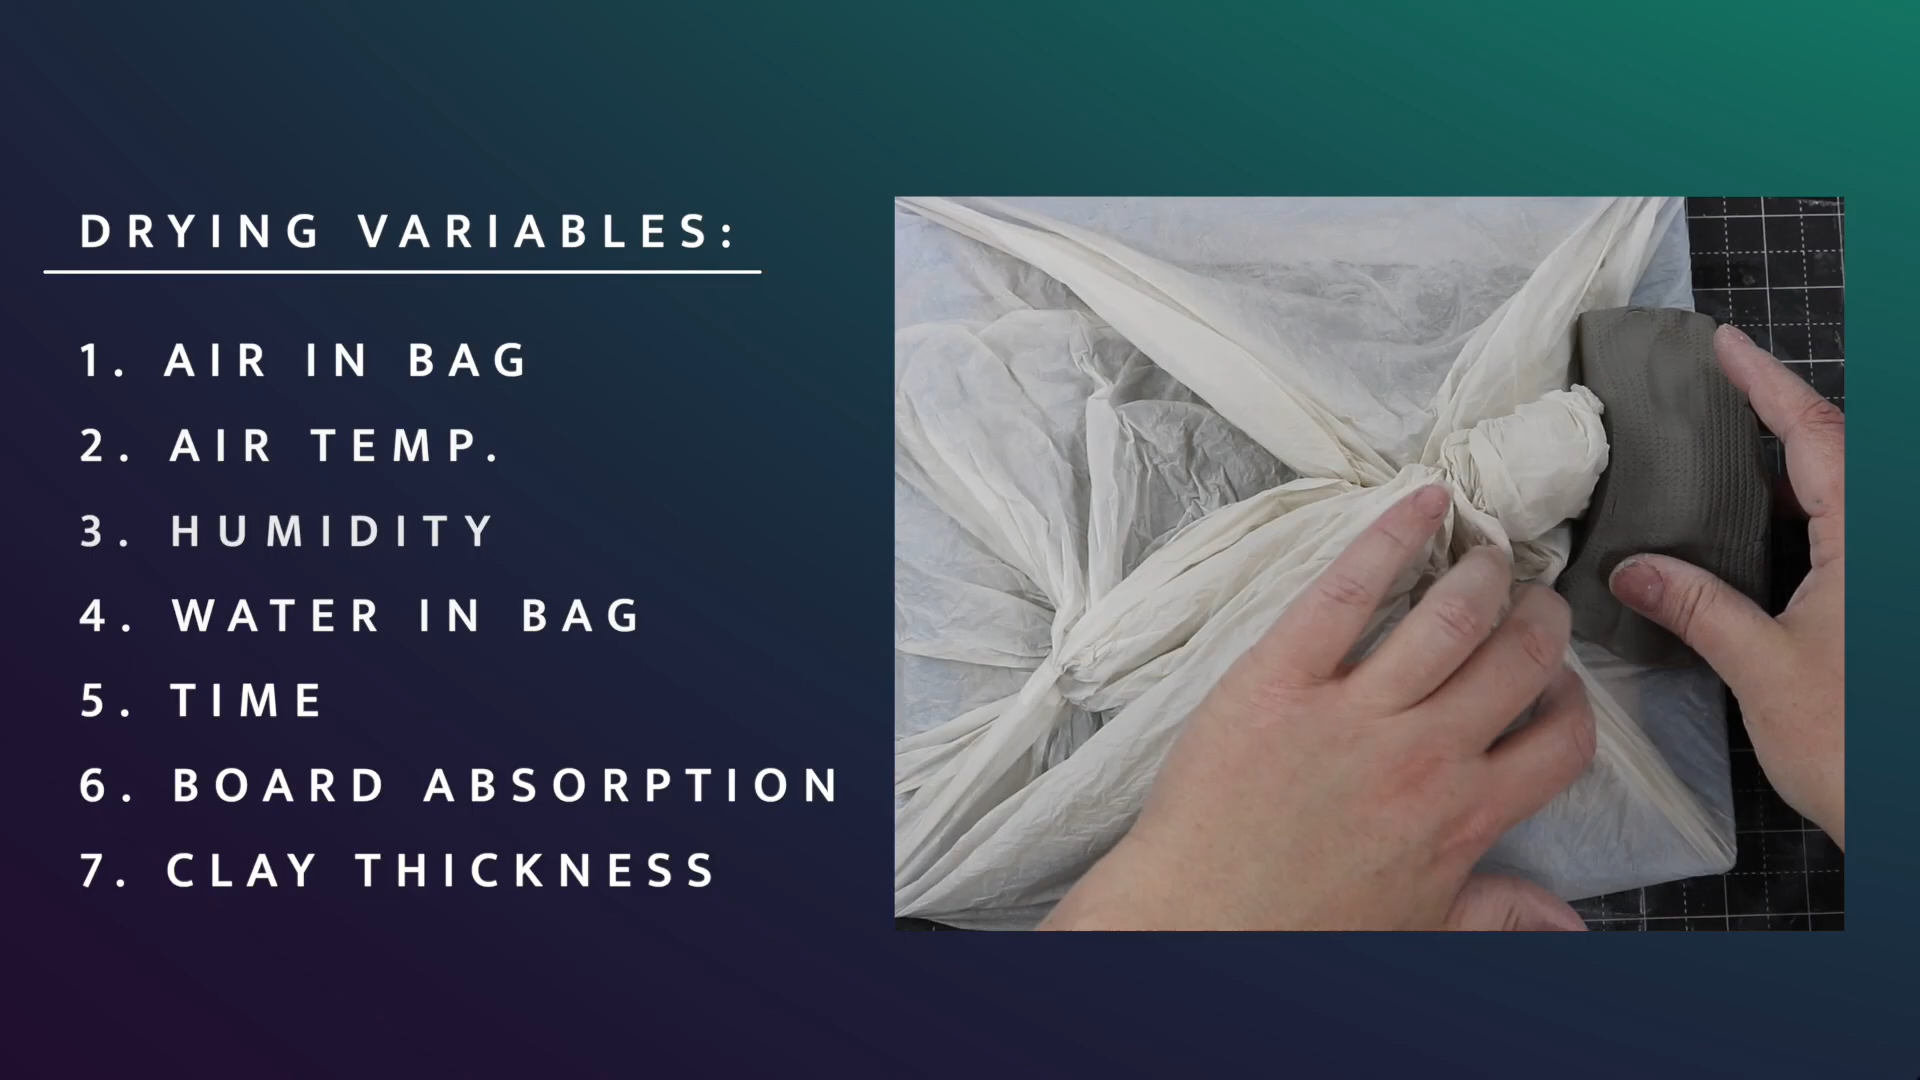 DRYING VARIABLES:
1. AIR IN BAG
2. AIR TEMP.
3. HUMIDITY
4. WATER IN BAG
5. TIME
6. BOARD ABSORPTION
7. CLAY THICKNESS